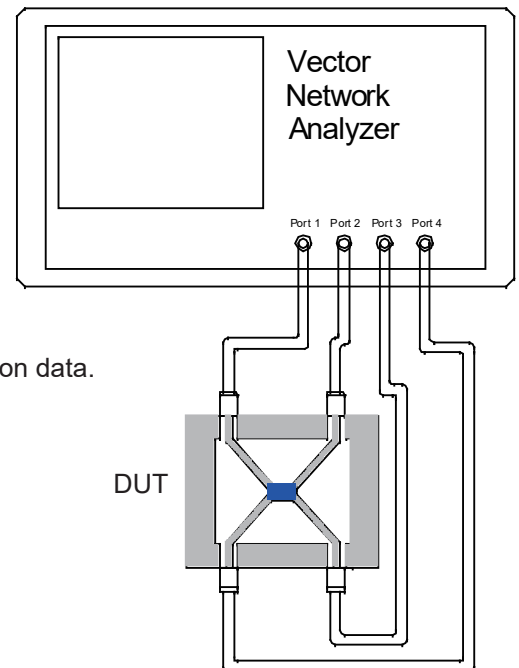 Vector
Network
Analyzer
Port 1 Port 2 Port 3 Port 4
on data.
DUT